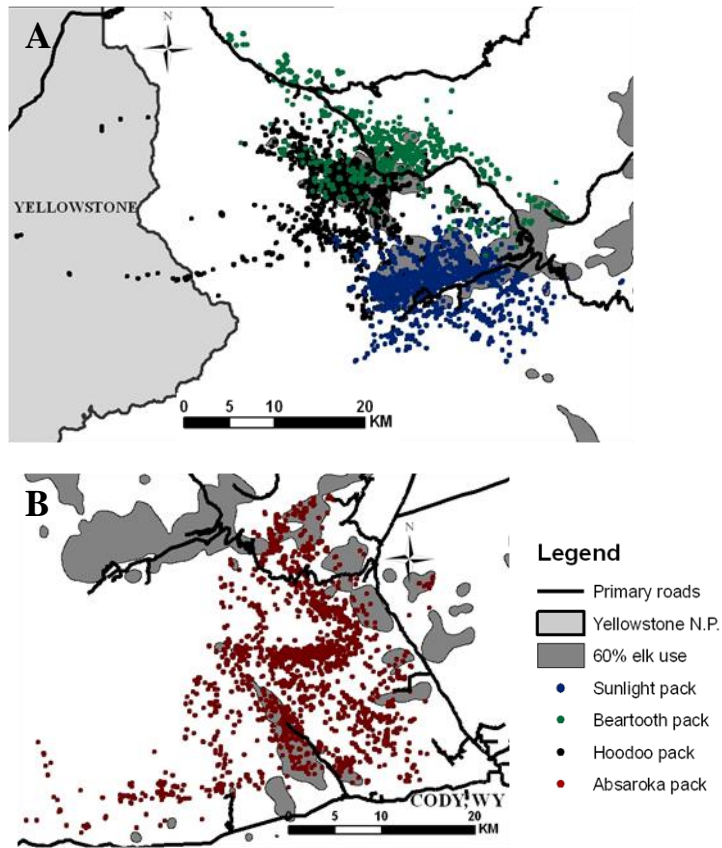 A
N
YELLOWSTONE
0 5 10 20
KM
B
N
CODY, WY
0 5 10 20
KM
Legend
Primary roads
Yellowstone N.P.
60% elk use
Sunlight pack
Beartooth pack
Hoodoo pack
Absaroka pack